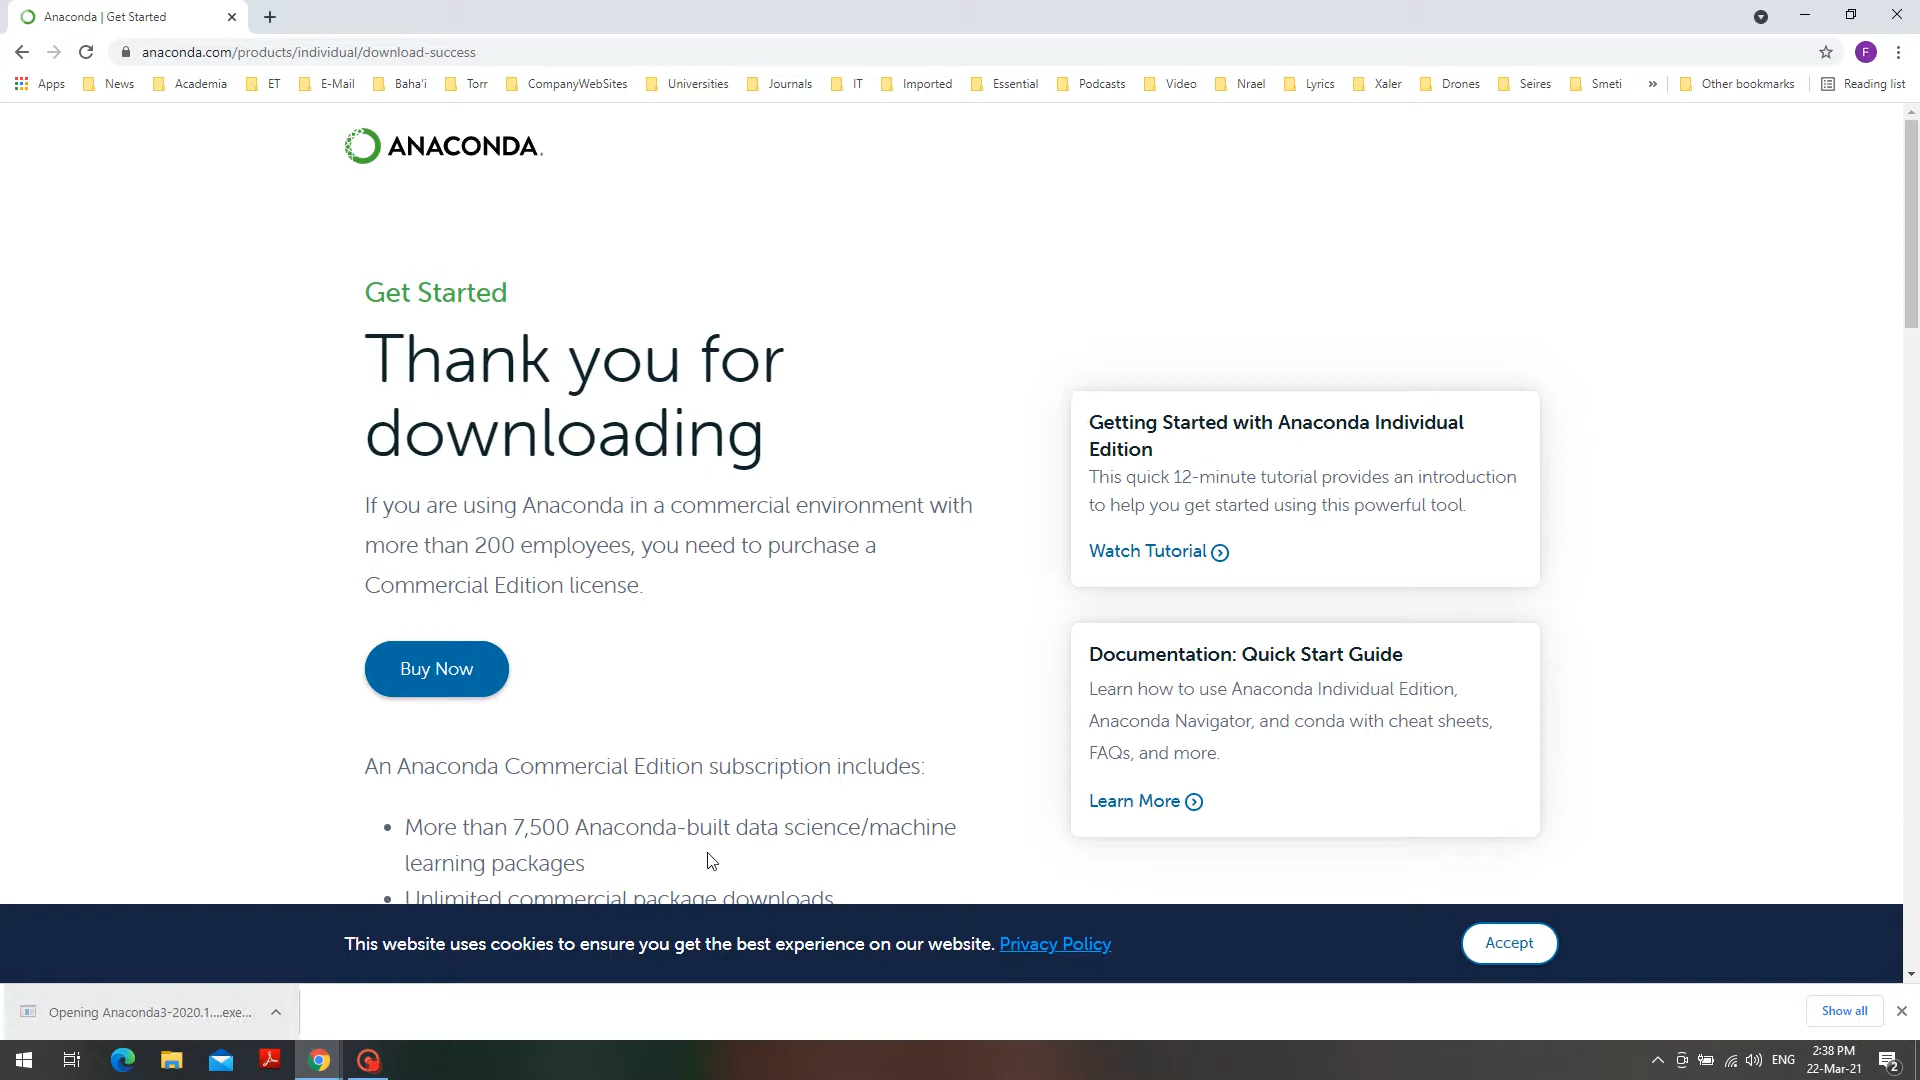 Anaconda | Get Started
anaconda.com/products/individual/download-success
F
Apps News Academia ET E-Mail Baha'i Torr CompanyWebSites Universities Journals IT Imported Essential Podcasts Video Nrael Lyrics Xaler Drones Seires Smeti » Other bookmarks Reading list
ANACONDA.
Get Started
Thank you for
downloading
If you are using Anaconda in a commercial environment with
more than 200 employees, you need to purchase a
Commercial Edition license.
Buy Now
An Anaconda Commercial Edition subscription includes:
• More than 7,500 Anaconda-built data science/machine
learning packages
• Unlimited commercial package downloads
Getting Started with Anaconda Individual
Edition
This quick 12-minute tutorial provides an introduction
to help you get started using this powerful tool.
Watch Tutorial
Documentation: Quick Start Guide
Learn how to use Anaconda Individual Edition,
Anaconda Navigator, and conda with cheat sheets,
FAQs, and more.
Learn More
This website uses cookies to ensure you get the best experience on our website. Privacy Policy
Accept
Opening Anaconda3-2020.1....exe...
Show all
ENG
2:38 PM
22-Mar-21
2